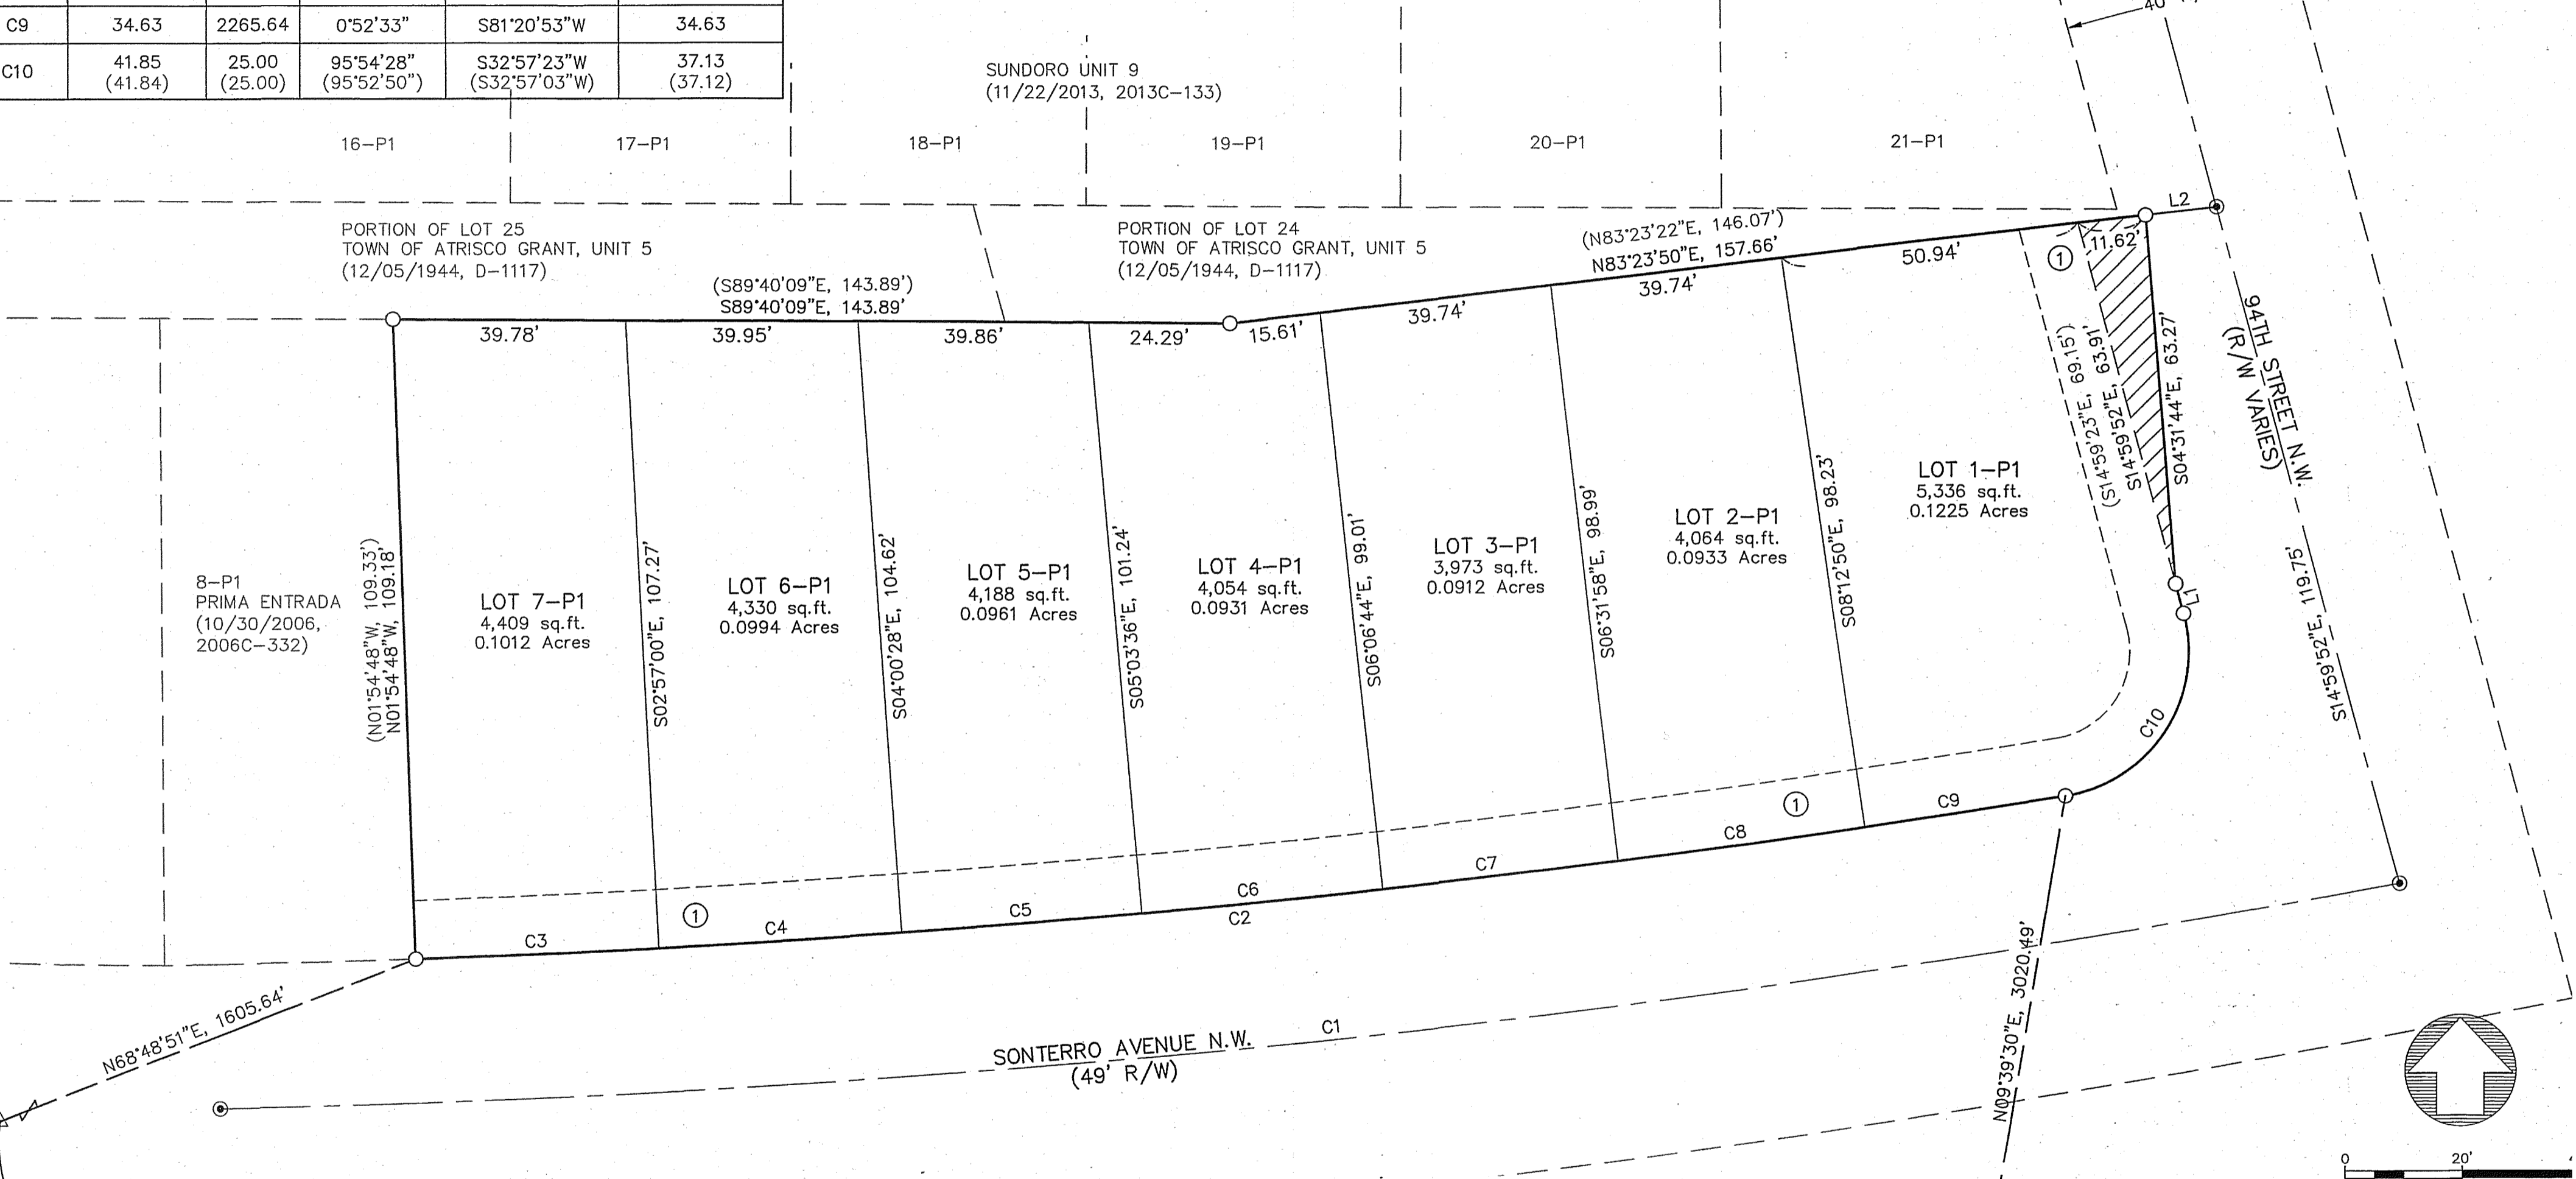 C9 34.63 2265.64 0°52'33" S81°20'53"W 34.63
C10 41.85 25.00 95°54'28" S32°57'23"W 37.13
(41.84) (25.00) (95°52'50") (S32°57'03"W) (37.12)
SUNDORO UNIT 9
(11/22/2013, 2013C-133)
16-P1
17-P1
18-P1
19-P1
20-P1
21-P1
PORTION OF LOT 25
TOWN OF ATRISCO GRANT, UNIT 5
(12/05/1944, D-1117)
PORTION OF LOT 24
TOWN OF ATRISCO GRANT, UNIT 5
(12/05/1944, D-1117)
(S89°40'09"E, 143.89')
S89°40'09"E, 143.89'
(N83°23'22"E, 146.07')
N83°23'50"E, 157.66'
39.78'
39.95'
39.86'
24.29'
15.61'
39.74'
39.74'
50.94'
11.62'
L2
1
8-P1
PRIMA ENTRADA
(10/30/2006,
2006C-332)
(N01°54'48"W, 109.33')
N01°54'48"W, 109.18'
LOT 7-P1
4,409 sq.ft.
0.1012 Acres
S02°57'00"E, 107.27'
LOT 6-P1
4,330 sq.ft.
0.0994 Acres
S04°00'28"E, 104.62'
LOT 5-P1
4,188 sq.ft.
0.0961 Acres
S05°03'36"E, 101.24'
LOT 4-P1
4,054 sq.ft.
0.0931 Acres
S06°06'44"E, 99.01'
LOT 3-P1
3,973 sq.ft.
0.0912 Acres
S06°31'58"E, 98.99'
LOT 2-P1
4,064 sq.ft.
0.0933 Acres
S08°12'50"E, 98.23'
LOT 1-P1
5,336 sq.ft.
0.1225 Acres
(S14°59'23"E, 69.15')
S14°59'52"E, 63.91'
S04°31'44"E, 63.27'
94TH STREET N.W.
(R/W VARIES)
S14°59'52"E, 119.75'
L1
C10
C9
1
C8
C7
C6
C2
C5
C4
1
C3
N68°48'51"E, 1605.64'
SONTERRO AVENUE N.W.
(49' R/W)
C1
N09°39'30"E, 3020.49'
0 20'